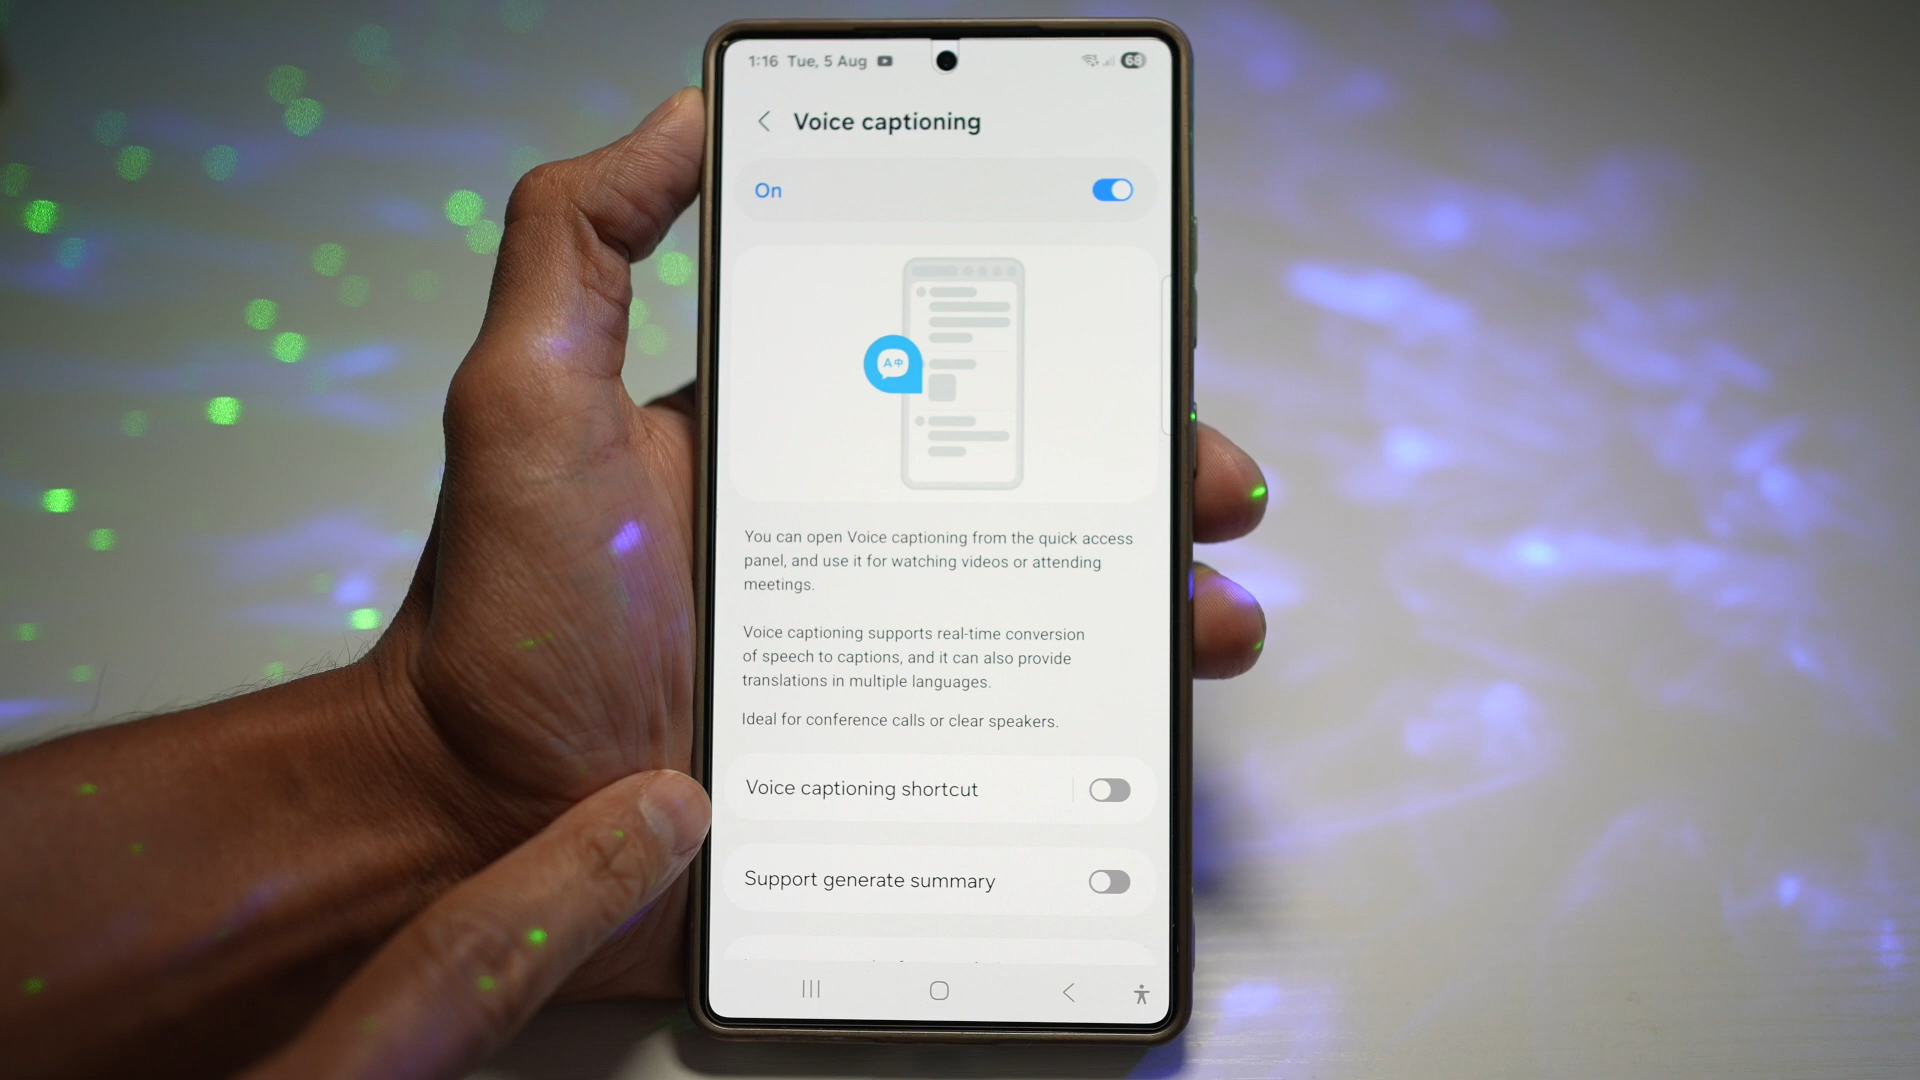 1:16 Tue, 5 Aug
68
Voice captioning
On
A中
You can open Voice captioning from the quick access
panel, and use it for watching videos or attending
meetings.
Voice captioning supports real-time conversion
of speech to captions, and it can also provide
translations in multiple languages.
Ideal for conference calls or clear speakers.
Voice captioning shortcut
Support generate summary